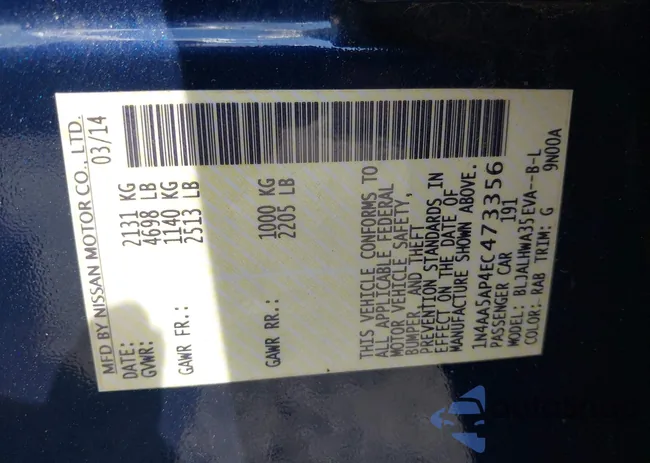 MFD BY NISSAN MOTOR CO., LTD.
DATE: 03/14
GVWR: 2131 KG
4698 LB
GAWR FR.: 1140 KG
2513 LB
GAWR RR.: 1000 KG
2205 LB
THIS VEHICLE CONFORMS TO
ALL APPLICABLE FEDERAL
MOTOR VEHICLE SAFETY,
BUMPER, AND THEFT
PREVENTION STANDARDS IN
EFFECT ON THE DATE OF
MANUFACTURE SHOWN ABOVE.
1N4AA5AP4EC473356
PASSENGER CAR 191
MODEL: BLJALHWA35EVA--B-L
COLOR: RAB TRIM: G 9N00A